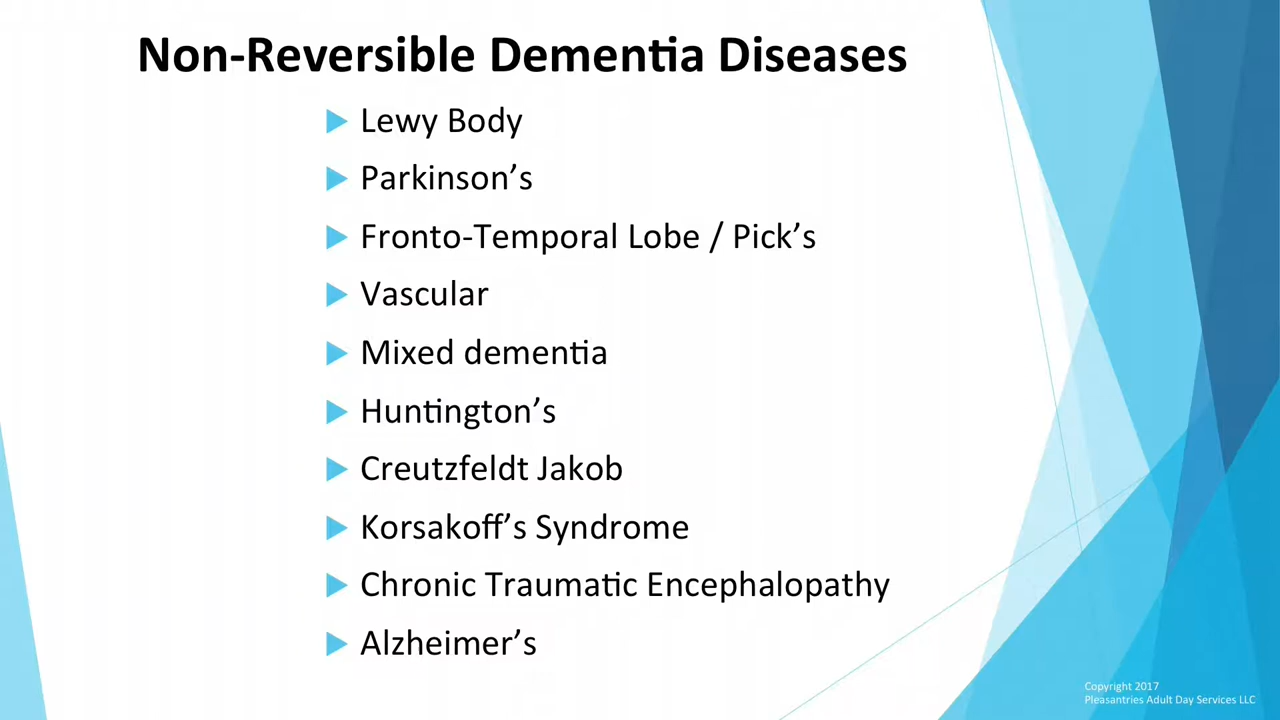 Non-Reversible Dementia Diseases
Lewy Body
Parkinson’s
Fronto-Temporal Lobe / Pick’s
Vascular
Mixed dementia
Huntington’s
Creutzfeldt Jakob
Korsakoff’s Syndrome
Chronic Traumatic Encephalopathy
Alzheimer’s
Copyright 2017
Pleasantries Adult Day Services LLC